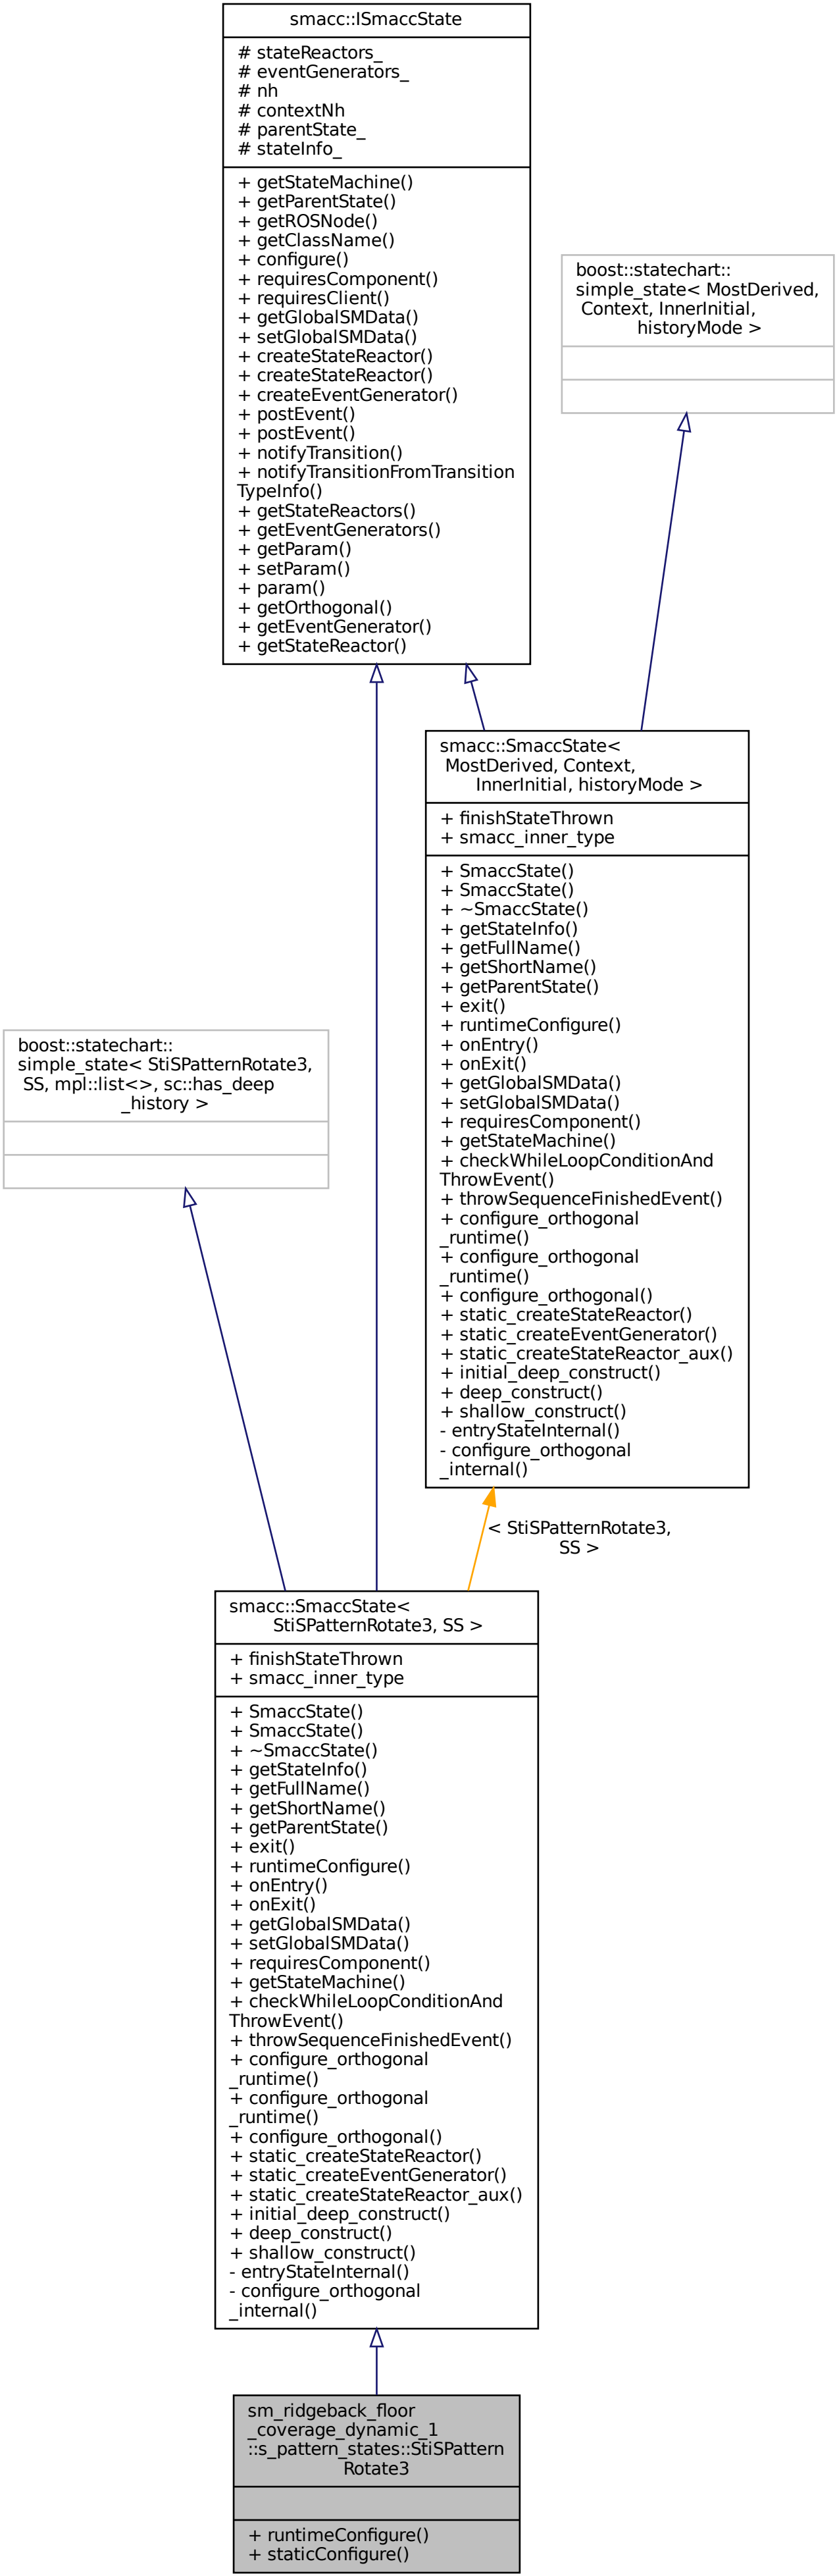 smacc::ISmaccState
# stateReactors_
# eventGenerators_
# nh
# contextNh
# parentState_
# stateInfo_
+ getStateMachine()
+ getParentState()
+ getROSNode()
+ getClassName()
+ configure()
+ requiresComponent()
+ requiresClient()
+ getGlobalSMData()
+ setGlobalSMData()
+ createStateReactor()
+ createStateReactor()
+ createEventGenerator()
+ postEvent()
+ postEvent()
+ notifyTransition()
+ notifyTransitionFromTransition
TypeInfo()
+ getStateReactors()
+ getEventGenerators()
+ getParam()
+ setParam()
+ param()
+ getOrthogonal()
+ getEventGenerator()
+ getStateReactor()
boost::statechart::
simple_state< MostDerived,
Context, InnerInitial,
historyMode >
smacc::SmaccState<
MostDerived, Context,
InnerInitial, historyMode >
+ finishStateThrown
+ smacc_inner_type
+ SmaccState()
+ SmaccState()
+ ~SmaccState()
+ getStateInfo()
+ getFullName()
+ getShortName()
+ getParentState()
+ exit()
+ runtimeConfigure()
+ onEntry()
+ onExit()
+ getGlobalSMData()
+ setGlobalSMData()
+ requiresComponent()
+ getStateMachine()
+ checkWhileLoopConditionAnd
ThrowEvent()
+ throwSequenceFinishedEvent()
+ configure_orthogonal
_runtime()
+ configure_orthogonal
_runtime()
+ configure_orthogonal()
+ static_createStateReactor()
+ static_createEventGenerator()
+ static_createStateReactor_aux()
+ initial_deep_construct()
+ deep_construct()
+ shallow_construct()
- entryStateInternal()
- configure_orthogonal
_internal()
boost::statechart::
simple_state< StiSPatternRotate3,
SS, mpl::list<>, sc::has_deep
_history >
< StiSPatternRotate3,
SS >
smacc::SmaccState<
StiSPatternRotate3, SS >
+ finishStateThrown
+ smacc_inner_type
+ SmaccState()
+ SmaccState()
+ ~SmaccState()
+ getStateInfo()
+ getFullName()
+ getShortName()
+ getParentState()
+ exit()
+ runtimeConfigure()
+ onEntry()
+ onExit()
+ getGlobalSMData()
+ setGlobalSMData()
+ requiresComponent()
+ getStateMachine()
+ checkWhileLoopConditionAnd
ThrowEvent()
+ throwSequenceFinishedEvent()
+ configure_orthogonal
_runtime()
+ configure_orthogonal
_runtime()
+ configure_orthogonal()
+ static_createStateReactor()
+ static_createEventGenerator()
+ static_createStateReactor_aux()
+ initial_deep_construct()
+ deep_construct()
+ shallow_construct()
- entryStateInternal()
- configure_orthogonal
_internal()
sm_ridgeback_floor
_coverage_dynamic_1
::s_pattern_states::StiSPattern
Rotate3
+ runtimeConfigure()
+ staticConfigure()